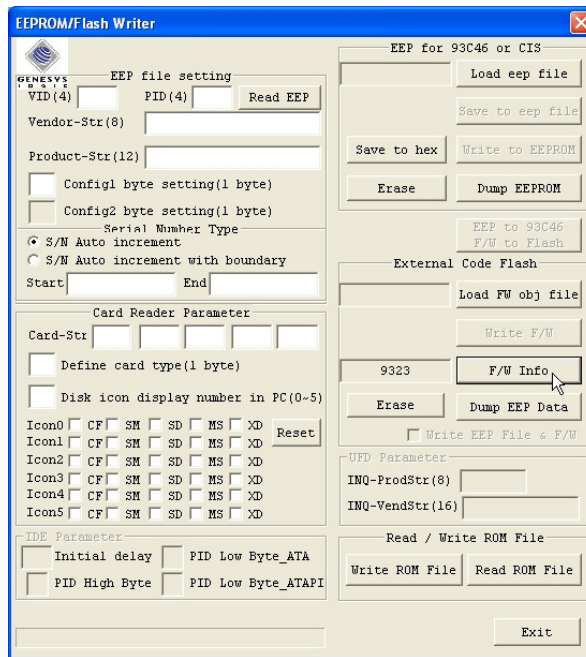 EEPROM/Flash Writer
GENESYS
LOGIC
EEP file setting
VID(4) PID(4) Read EEP
Vendor-Str(8)
Product-Str(12)
Config1 byte setting(1 byte)
Config2 byte setting(1 byte)
Serial Number Type
S/N Auto increment
S/N Auto increment with boundary
Start End
Card Reader Parameter
Card-Str
Define card type(1 byte)
Disk icon display number in PC(0~5)
Icon0 CF SM SD MS XD
Icon1 CF SM SD MS XD
Reset
Icon2 CF SM SD MS XD
Icon3 CF SM SD MS XD
Icon4 CF SM SD MS XD
Icon5 CF SM SD MS XD
IDE Parameter
Initial delay PID Low Byte_ATA
PID High Byte PID Low Byte_ATAPI
EEP for 93C46 or CIS
Load eep file
Save to eep file
Save to hex Write to EEPROM
Erase Dump EEPROM
EEP to 93C46
F/W to Flash
External Code Flash
Load FW obj file
Write F/W
9323 F/W Info
Erase Dump EEP Data
Write EEP File & F/W
UFD Parameter
INQ-ProdStr(8)
INQ-VendStr(16)
Read / Write ROM File
Write ROM File Read ROM File
Exit